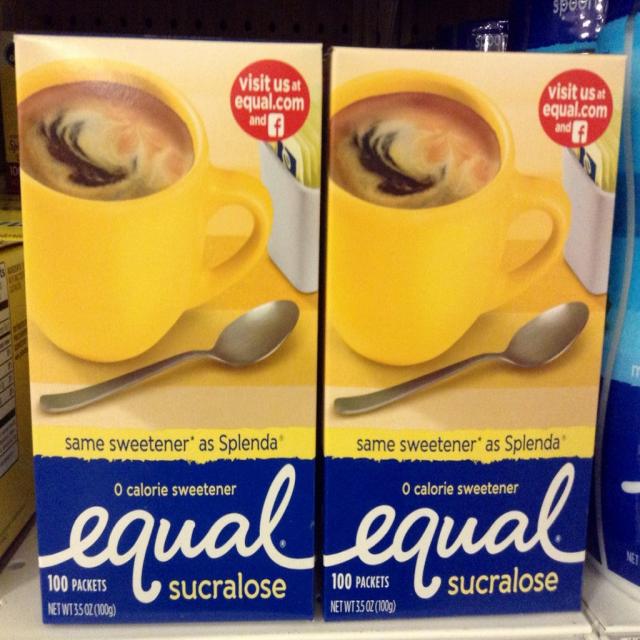 visit us at
equal.com
and f
same sweetener* as Splenda®
0 calorie sweetener
equal®
100 PACKETS
sucralose
NET WT 3.5 OZ (100g)
visit us at
equal.com
and f
same sweetener* as Splenda®
0 calorie sweetener
equal®
100 PACKETS
sucralose
NET WT 3.5 OZ (100g)